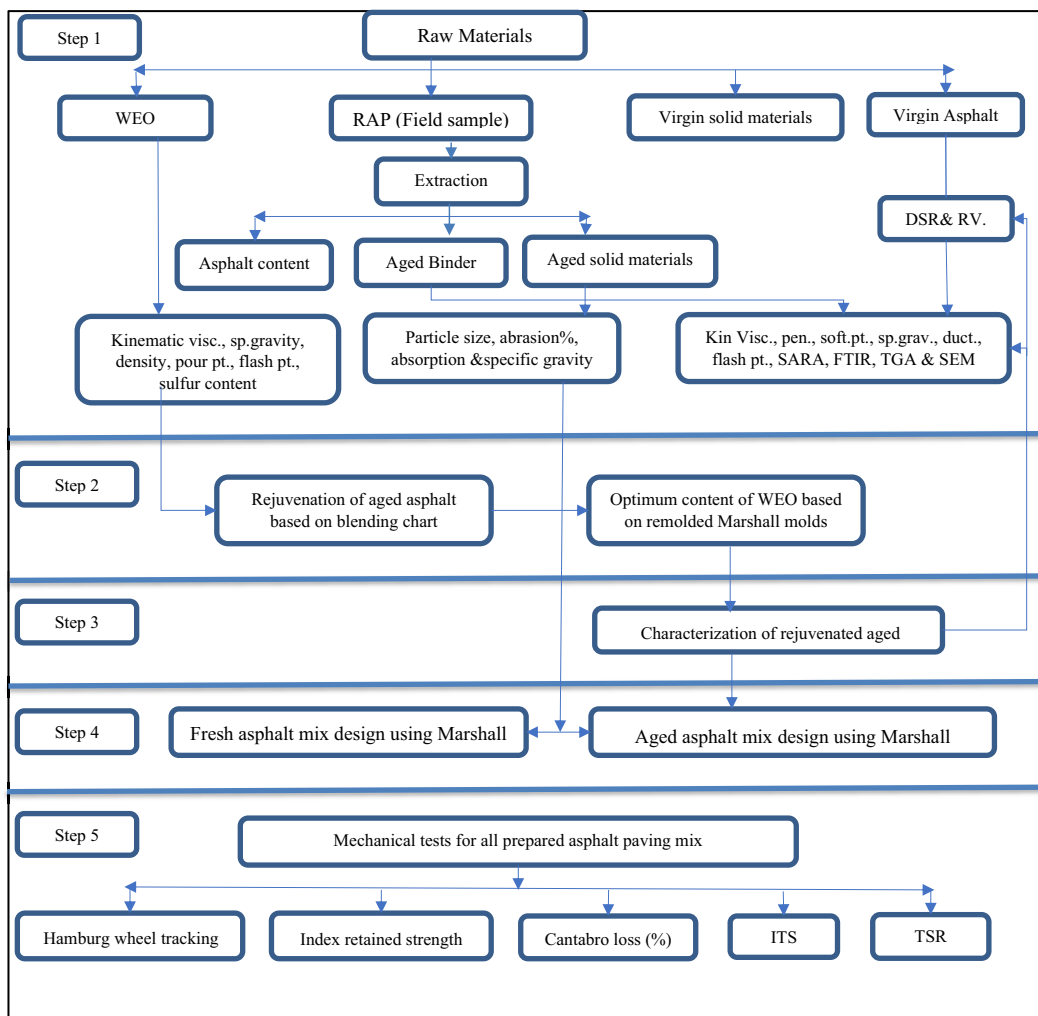 Step 1
Raw Materials
WEO
RAP (Field sample)
Virgin solid materials
Virgin Asphalt
Extraction
DSR& RV.
Asphalt content
Aged Binder
Aged solid materials
Kinematic visc., sp.gravity,
density, pour pt., flash pt.,
sulfur content
Particle size, abrasion%,
absorption &specific gravity
Kin Visc., pen., soft.pt., sp.grav., duct.,
flash pt., SARA, FTIR, TGA & SEM
Step 2
Rejuvenation of aged asphalt
based on blending chart
Optimum content of WEO based
on remolded Marshall molds
Step 3
Characterization of rejuvenated aged
Step 4
Fresh asphalt mix design using Marshall
Aged asphalt mix design using Marshall
Step 5
Mechanical tests for all prepared asphalt paving mix
Hamburg wheel tracking
Index retained strength
Cantabro loss (%)
ITS
TSR